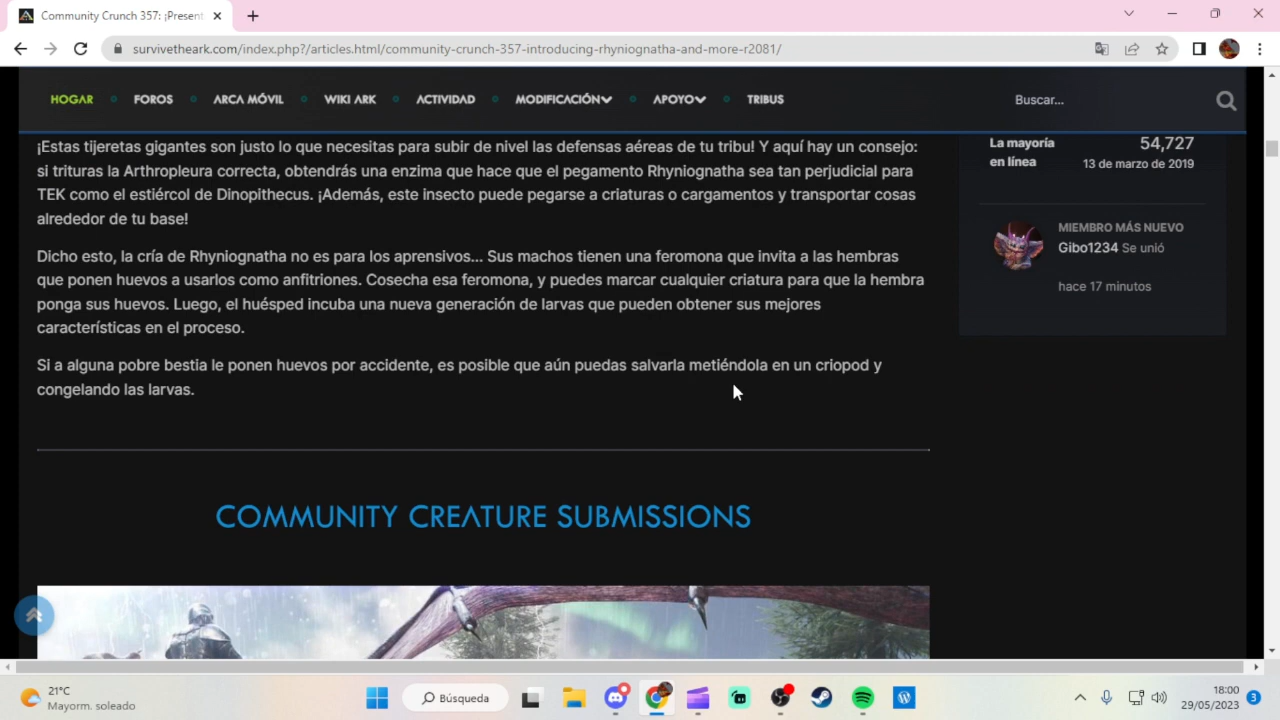 Community Crunch 357: ¡Present
survivetheark.com/index.php?/articles.html/community-crunch-357-introducing-rhyniognatha-and-more-r2081/
HOGAR FOROS ARCA MÓVIL WIKI ARK ACTIVIDAD MODIFICACIÓN APOYO TRIBUS Buscar...
¡Estas tijeretas gigantes son justo lo que necesitas para subir de nivel las defensas aéreas de tu tribu! Y aquí hay un consejo:
si trituras la Arthropleura correcta, obtendrás una enzima que hace que el pegamento Rhyniognatha sea tan perjudicial para
TEK como el estiércol de Dinopithecus. ¡Además, este insecto puede pegarse a criaturas o cargamentos y transportar cosas
alrededor de tu base!
Dicho esto, la cría de Rhyniognatha no es para los aprensivos... Sus machos tienen una feromona que invita a las hembras
que ponen huevos a usarlos como anfitriones. Cosecha esa feromona, y puedes marcar cualquier criatura para que la hembra
ponga sus huevos. Luego, el huésped incuba una nueva generación de larvas que pueden obtener sus mejores
características en el proceso.
Si a alguna pobre bestia le ponen huevos por accidente, es posible que aún puedas salvarla metiéndola en un criopod y
congelando las larvas.
La mayoría
en línea
54,727
13 de marzo de 2019
MIEMBRO MÁS NUEVO
Gibo1234 Se unió
hace 17 minutos
COMMUNITY CREATURE SUBMISSIONS
21°C
Mayorm. soleado
Búsqueda
18:00
29/05/2023
3